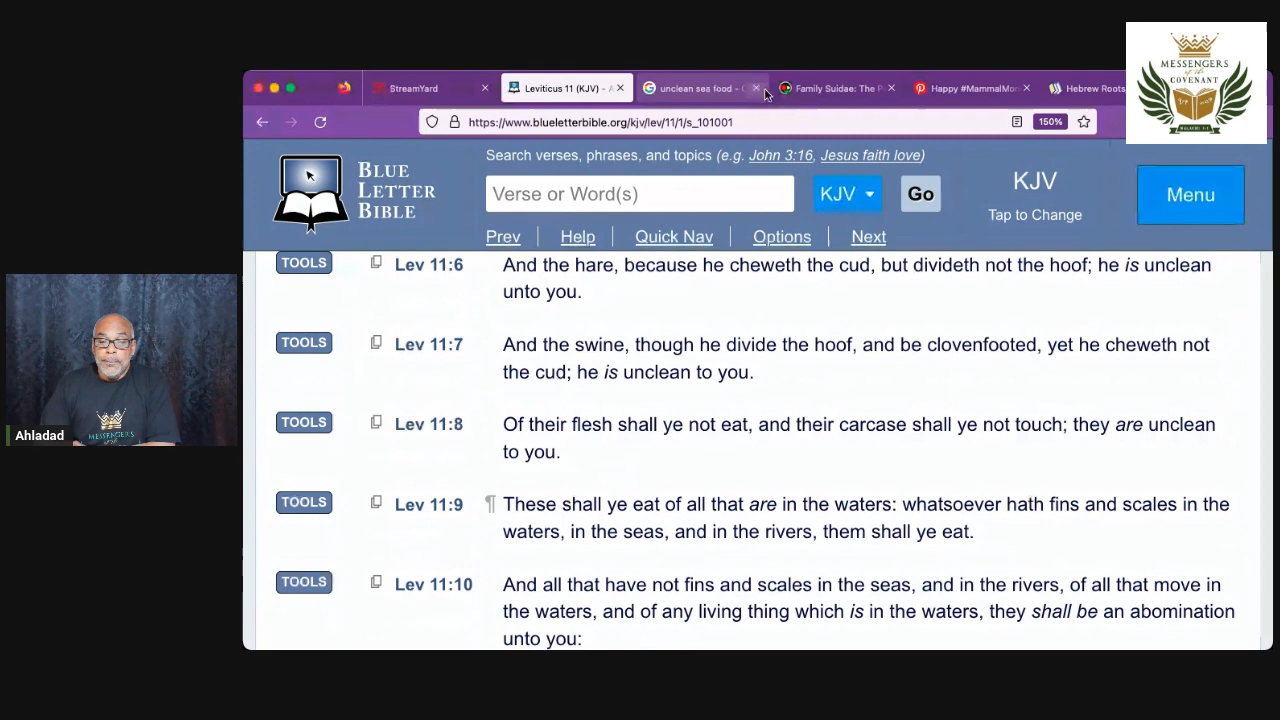 MESSENGERS
of the
COVENANT
StreamYard
Leviticus 11 (KJV) - A
unclean sea food -
Family Suidae: The P
Happy #MammalMon
Hebrew Roots
https://www.blueletterbible.org/kjv/lev/11/1/s_101001
150%
BLUE
LETTER
BIBLE
Search verses, phrases, and topics (e.g. John 3:16, Jesus faith love)
Verse or Word(s)
KJV
Go
KJV
Tap to Change
Menu
Prev
Help
Quick Nav
Options
Next
TOOLS
Lev 11:6
And the hare, because he cheweth the cud, but divideth not the hoof; he is unclean
unto you.
TOOLS
Lev 11:7
And the swine, though he divide the hoof, and be clovenfooted, yet he cheweth not
the cud; he is unclean to you.
TOOLS
Lev 11:8
Of their flesh shall ye not eat, and their carcase shall ye not touch; they are unclean
to you.
TOOLS
Lev 11:9
¶ These shall ye eat of all that are in the waters: whatsoever hath fins and scales in the
waters, in the seas, and in the rivers, them shall ye eat.
TOOLS
Lev 11:10
And all that have not fins and scales in the seas, and in the rivers, of all that move in
the waters, and of any living thing which is in the waters, they shall be an abomination
unto you:
MESSENGERS
Ahladad